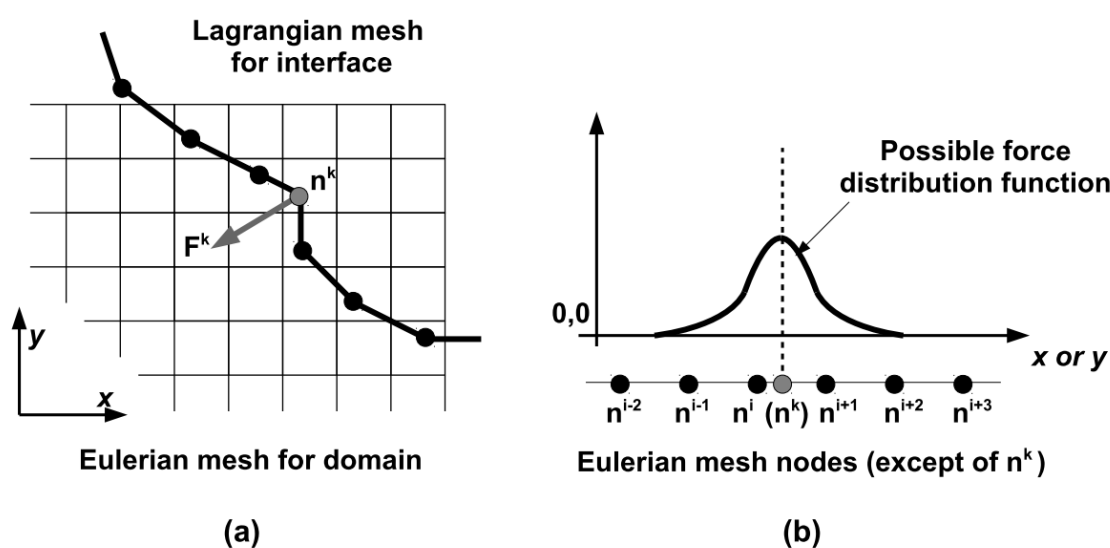 Lagrangian mesh
for interface
n^k
F^k
y
x
Eulerian mesh for domain
(a)
Possible force
distribution function
0,0
x or y
n^i-2 n^i-1 n^i (n^k) n^i+1 n^i+2 n^i+3
Eulerian mesh nodes (except of n^k)
(b)